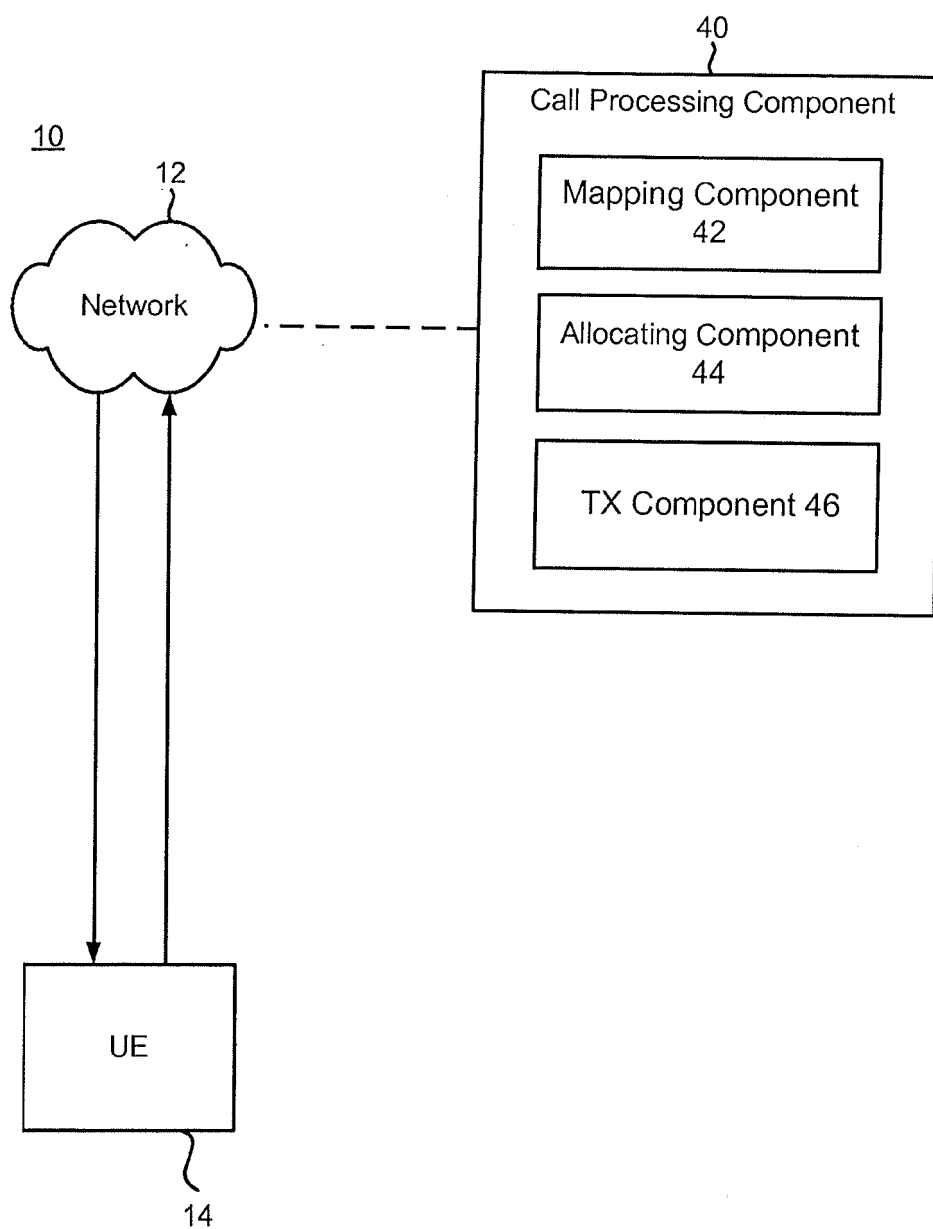 40
Call Processing Component
10
12
Mapping Component
42
Network
Allocating Component
44
TX Component 46
UE
14